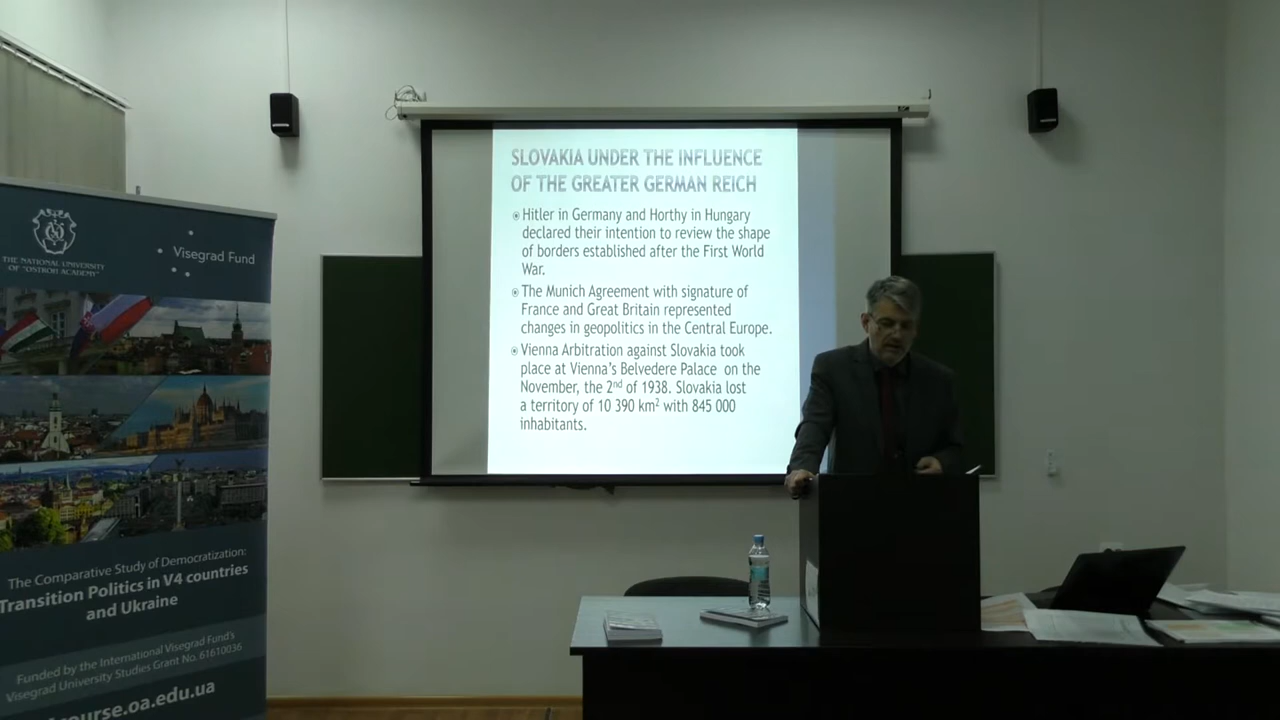 SLOVAKIA UNDER THE INFLUENCE
OF THE GREATER GERMAN REICH
Hitler in Germany and Horthy in Hungary
declared their intention to review the shape
of borders established after the First World
War.
The Munich Agreement with signature of
France and Great Britain represented
changes in geopolitics in the Central Europe.
Vienna Arbitration against Slovakia took
place at Vienna's Belvedere Palace on the
November, the 2nd of 1938. Slovakia lost
a territory of 10 390 km² with 845 000
inhabitants.
THE NATIONAL UNIVERSITY
OF "OSTROH ACADEMY"
Visegrad Fund
The Comparative Study of Democratization:
Transition Politics in V4 countries
and Ukraine
Funded by the International Visegrad Fund's
Visegrad University Studies Grant No. 61610036
course.oa.edu.ua